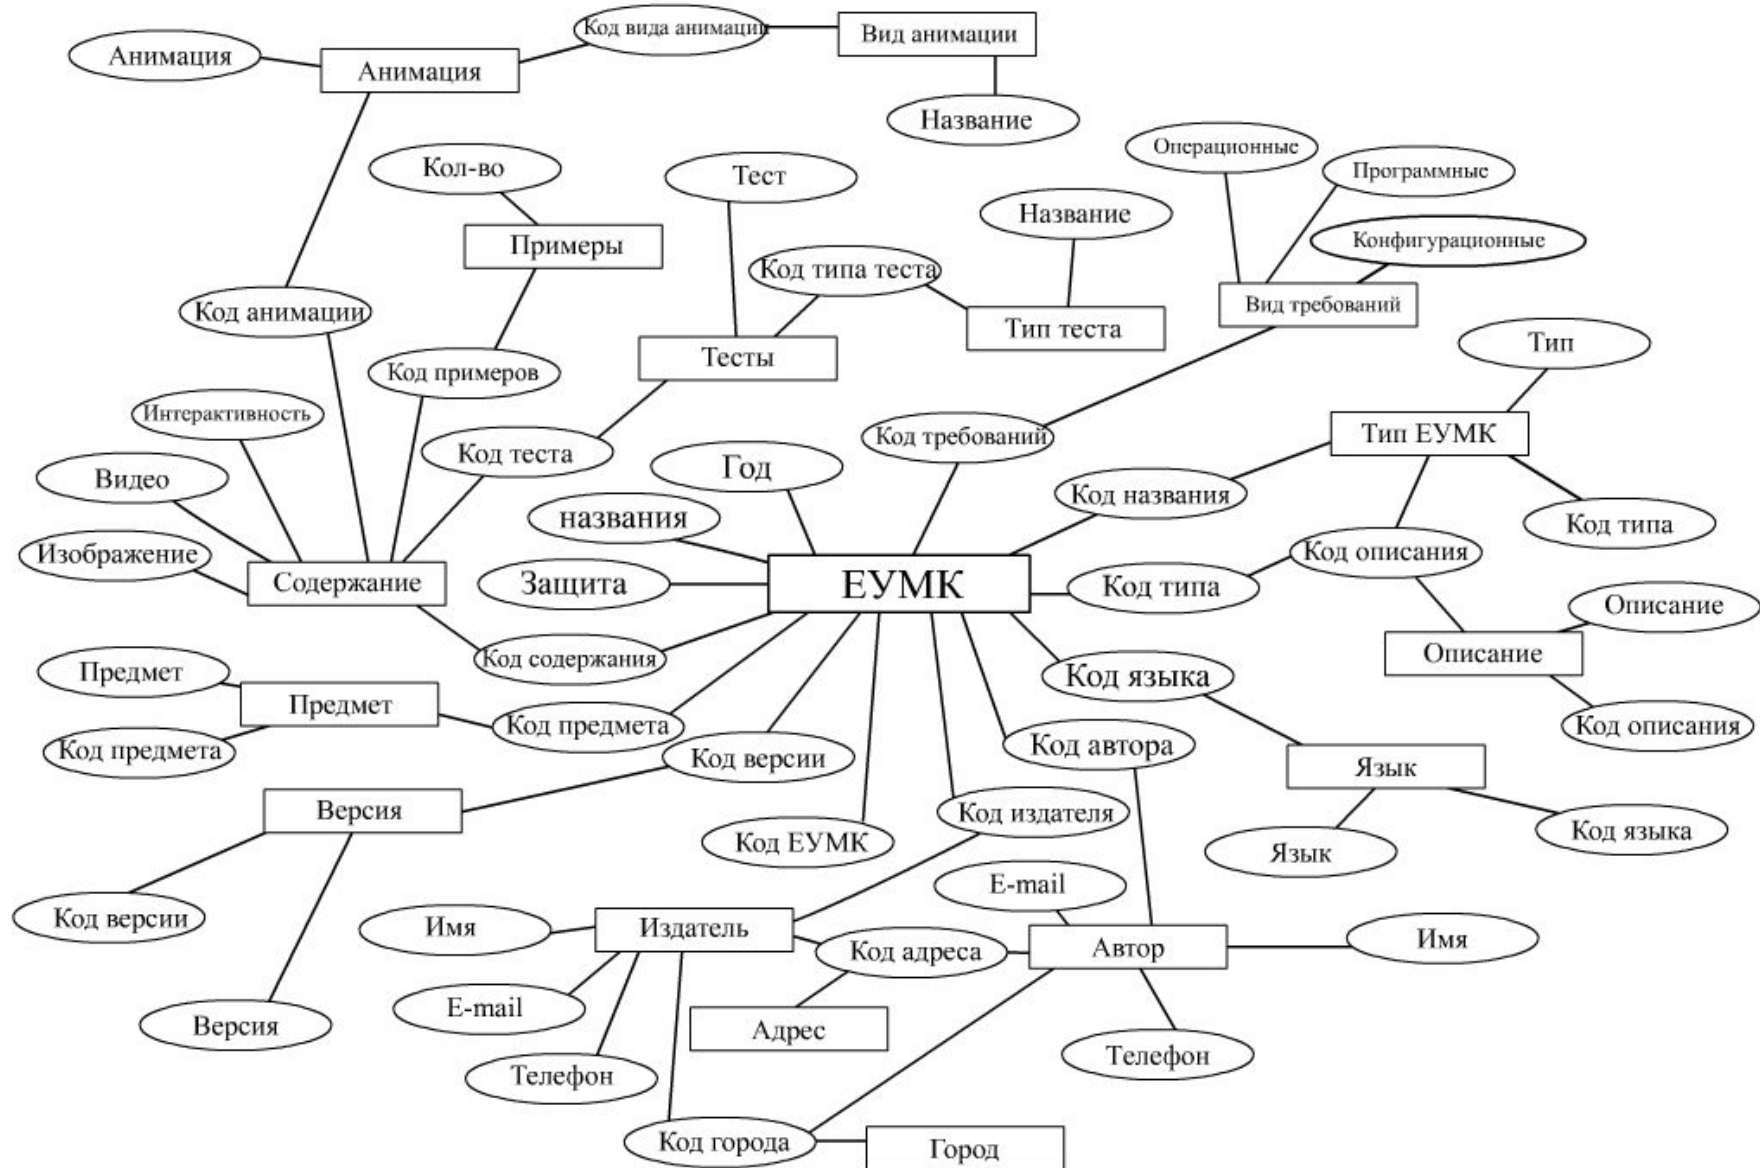 Код вида анимации
Вид анимации
Анимация
Анимация
Название
Операционные
Кол-во
Тест
Программные
Название
Примеры
Конфигурационные
Код типа теста
Вид требований
Код анимации
Тип теста
Тип
Тесты
Код примеров
Интерактивность
Код требований
Тип ЕУМК
Код теста
Год
Видео
Код названия
названия
Код типа
Изображение
Код описания
Содержание
Защита
ЕУМК
Код типа
Описание
Код содержания
Описание
Предмет
Код языка
Предмет
Код предмета
Код описания
Код предмета
Код автора
Код версии
Язык
Версия
Код издателя
Код языка
Код ЕУМК
Язык
E-mail
Код версии
Имя
Издатель
Имя
Код адреса
Автор
E-mail
Версия
Адрес
Телефон
Телефон
Код города
Город